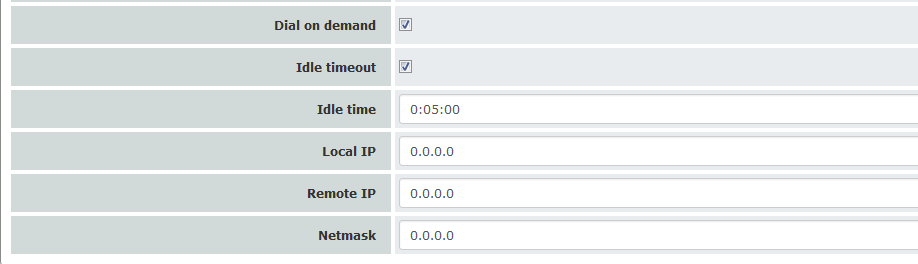 Dial on demand
Idle timeout
Idle time 0:05:00
Local IP 0.0.0.0
Remote IP 0.0.0.0
Netmask 0.0.0.0